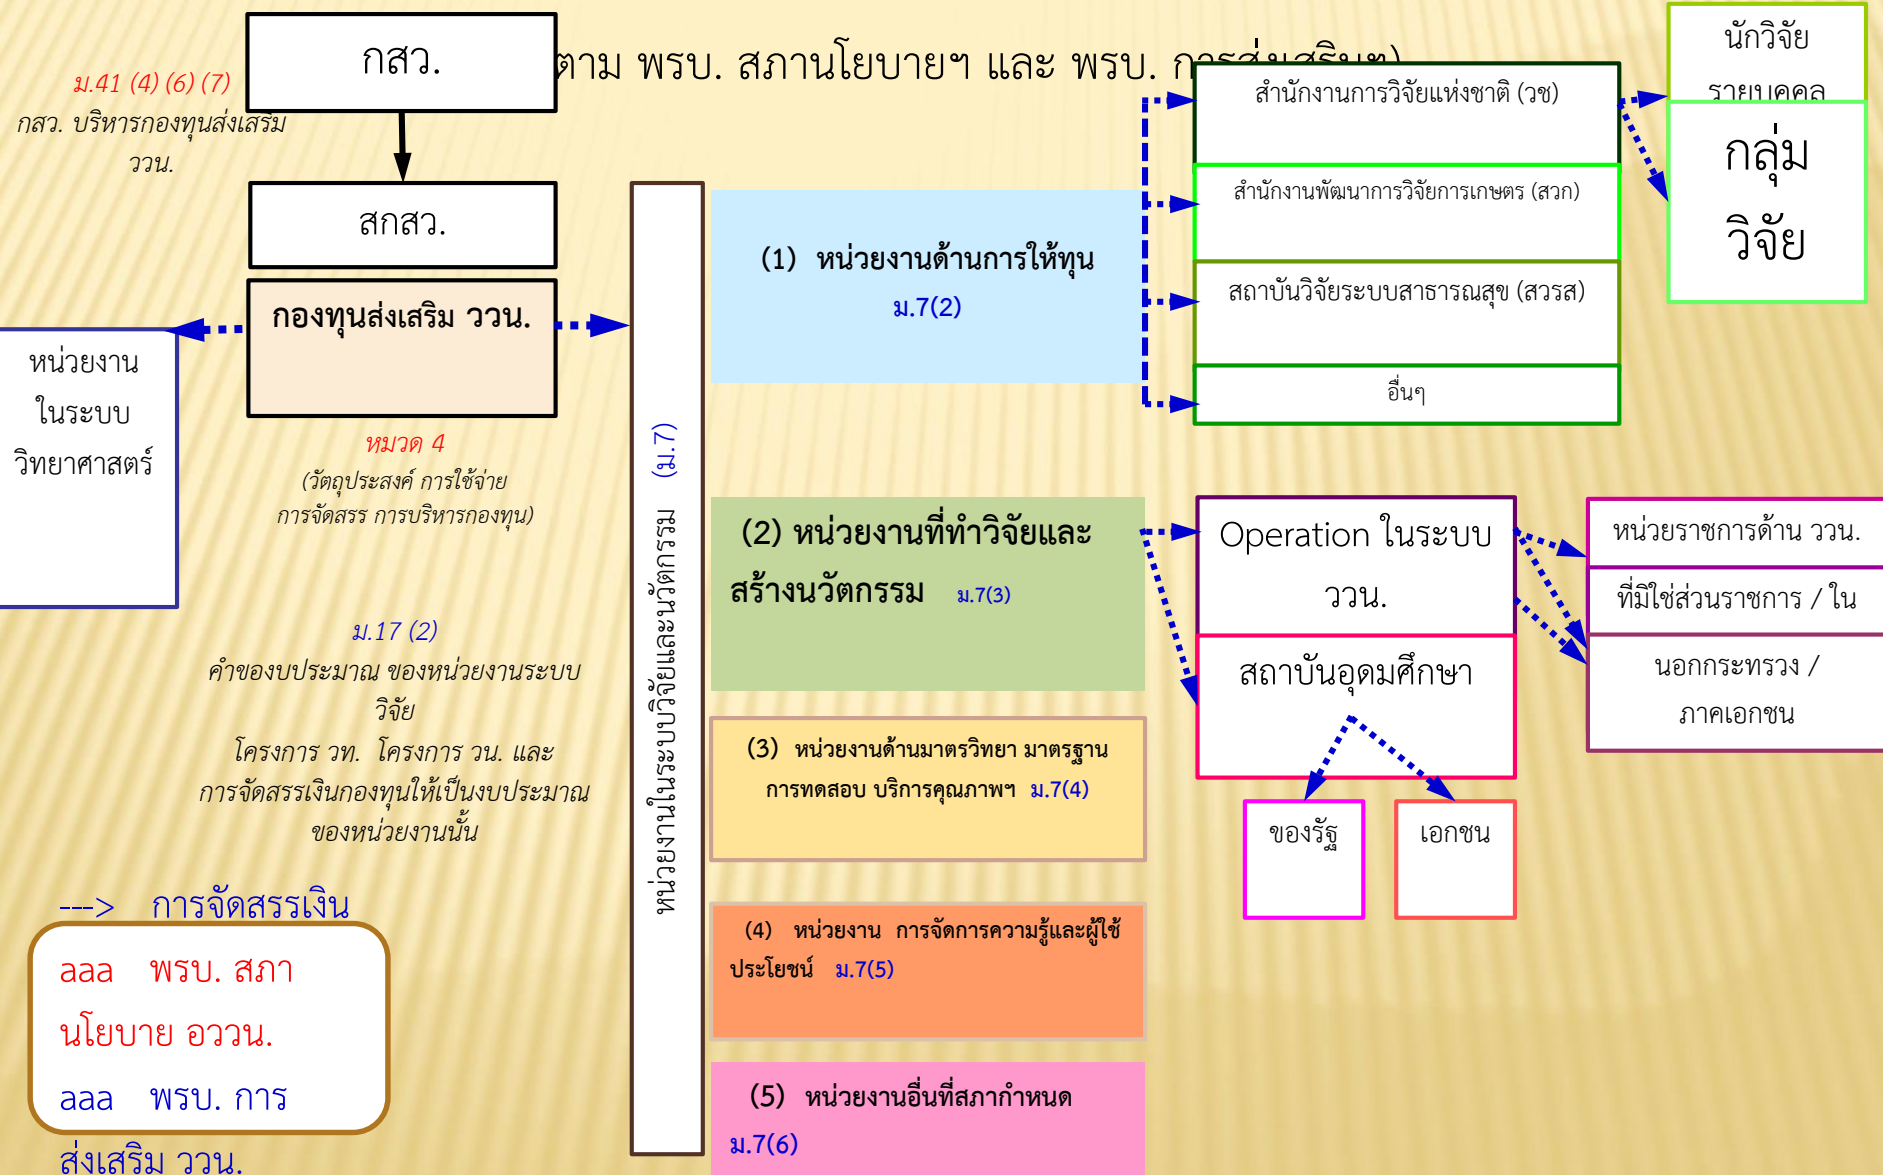 กสว.
ตาม พรบ. สภานโยบายฯ และ พรบ. การส่งเสริมฯ)
ม.41 (4) (6) (7)
กสว. บริหารกองทุนส่งเสริม
ววน.
สกสว.
กองทุนส่งเสริม ววน.
หน่วยงาน
ในระบบ
วิทยาศาสตร์
หมวด 4
(วัตถุประสงค์ การใช้จ่าย
การจัดสรร การบริหารกองทุน)
ม.17 (2)
คำของบประมาณ ของหน่วยงานระบบ
วิจัย
โครงการ วท. โครงการ วน. และ
การจัดสรรเงินกองทุนให้เป็นงบประมาณ
ของหน่วยงานนั้น
---> การจัดสรรเงิน
aaa พรบ. สภา
นโยบาย อววน.
aaa พรบ. การ
ส่งเสริม ววน.
หน่วยงานในระบบวิจัยและนวัตกรรม (ม.7)
(1) หน่วยงานด้านการให้ทุน
ม.7(2)
(2) หน่วยงานที่ทำวิจัยและ
สร้างนวัตกรรม ม.7(3)
(3) หน่วยงานด้านมาตรวิทยา มาตรฐาน
การทดสอบ บริการคุณภาพฯ ม.7(4)
(4) หน่วยงาน การจัดการความรู้และผู้ใช้
ประโยชน์ ม.7(5)
(5) หน่วยงานอื่นที่สภากำหนด
ม.7(6)
สำนักงานการวิจัยแห่งชาติ (วช)
สำนักงานพัฒนาการวิจัยการเกษตร (สวก)
สถาบันวิจัยระบบสาธารณสุข (สวรส)
อื่นๆ
นักวิจัย
รายบุคคล
กลุ่ม
วิจัย
Operation ในระบบ
ววน.
สถาบันอุดมศึกษา
ของรัฐ
เอกชน
หน่วยราชการด้าน ววน.
ที่มิใช่ส่วนราชการ / ใน
นอกกระทรวง /
ภาคเอกชน